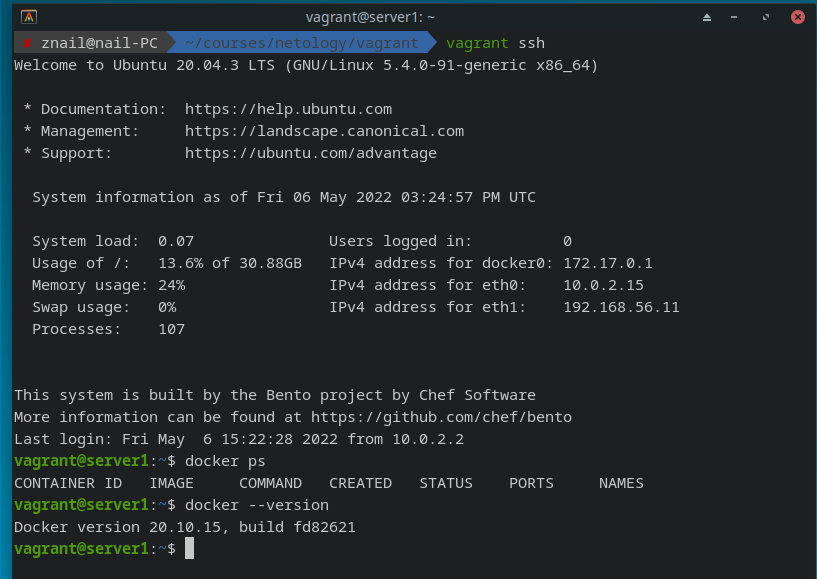 vagrant@server1: ~
✘ znail@nail-PC ~/courses/netology/vagrant vagrant ssh
Welcome to Ubuntu 20.04.3 LTS (GNU/Linux 5.4.0-91-generic x86_64)
* Documentation:  https://help.ubuntu.com
* Management:     https://landscape.canonical.com
* Support:        https://ubuntu.com/advantage
System information as of Fri 06 May 2022 03:24:57 PM UTC
System load:  0.07               Users logged in:          0
Usage of /:   13.6% of 30.88GB   IPv4 address for docker0: 172.17.0.1
Memory usage: 24%                IPv4 address for eth0:    10.0.2.15
Swap usage:   0%                 IPv4 address for eth1:    192.168.56.11
Processes:    107
This system is built by the Bento project by Chef Software
More information can be found at https://github.com/chef/bento
Last login: Fri May  6 15:22:28 2022 from 10.0.2.2
vagrant@server1:~$ docker ps
CONTAINER ID   IMAGE     COMMAND   CREATED   STATUS    PORTS     NAMES
vagrant@server1:~$ docker --version
Docker version 20.10.15, build fd82621
vagrant@server1:~$